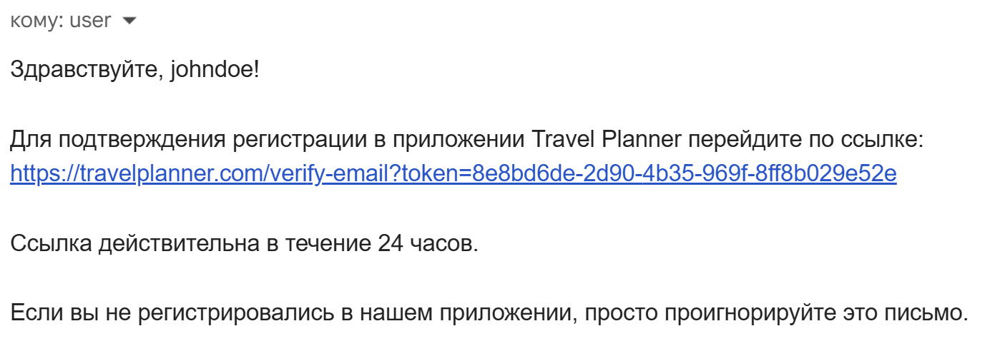 кому: user
Здравствуйте, johndoe!
Для подтверждения регистрации в приложении Travel Planner перейдите по ссылке:
https://travelplanner.com/verify-email?token=8e8bd6de-2d90-4b35-969f-8ff8b029e52e
Ссылка действительна в течение 24 часов.
Если вы не регистрировались в нашем приложении, просто проигнорируйте это письмо.